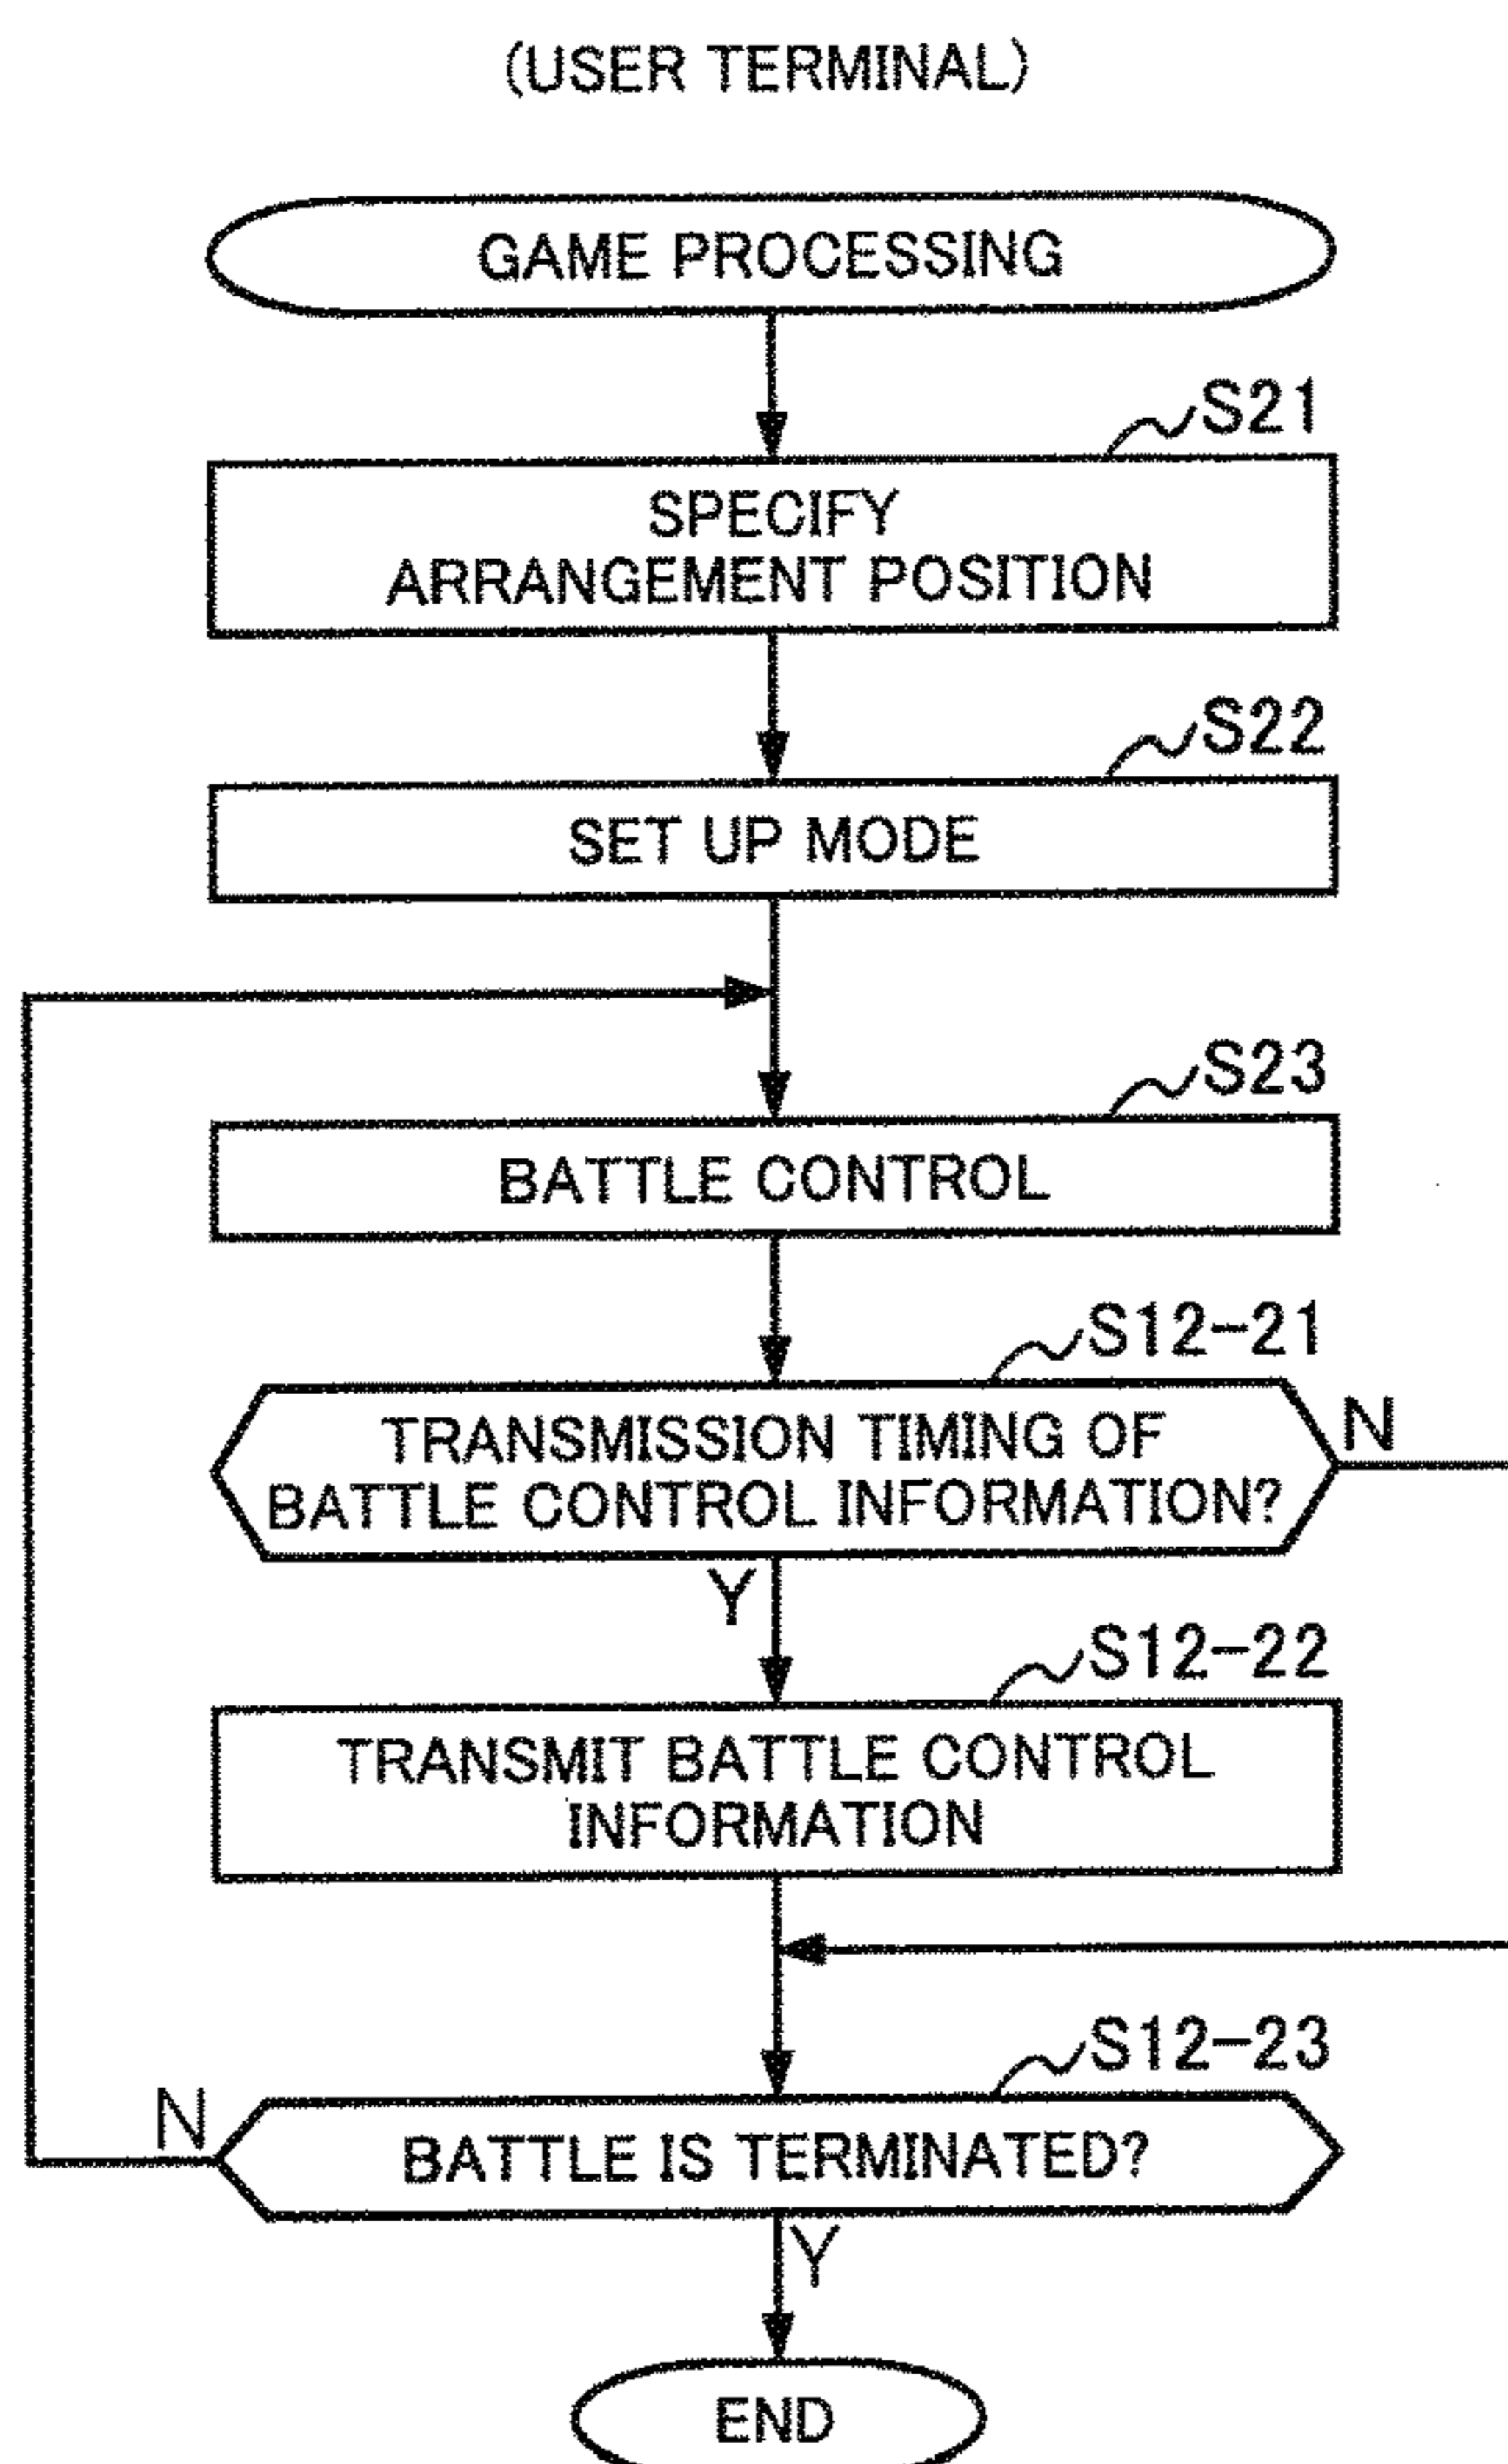 (USER TERMINAL)
GAME PROCESSING
S21
SPECIFY
ARRANGEMENT POSITION
S22
SET UP MODE
S23
BATTLE CONTROL
S12-21
TRANSMISSION TIMING OF
BATTLE CONTROL INFORMATION?
N
Y
S12-22
TRANSMIT BATTLE CONTROL
INFORMATION
S12-23
N
BATTLE IS TERMINATED?
Y
END